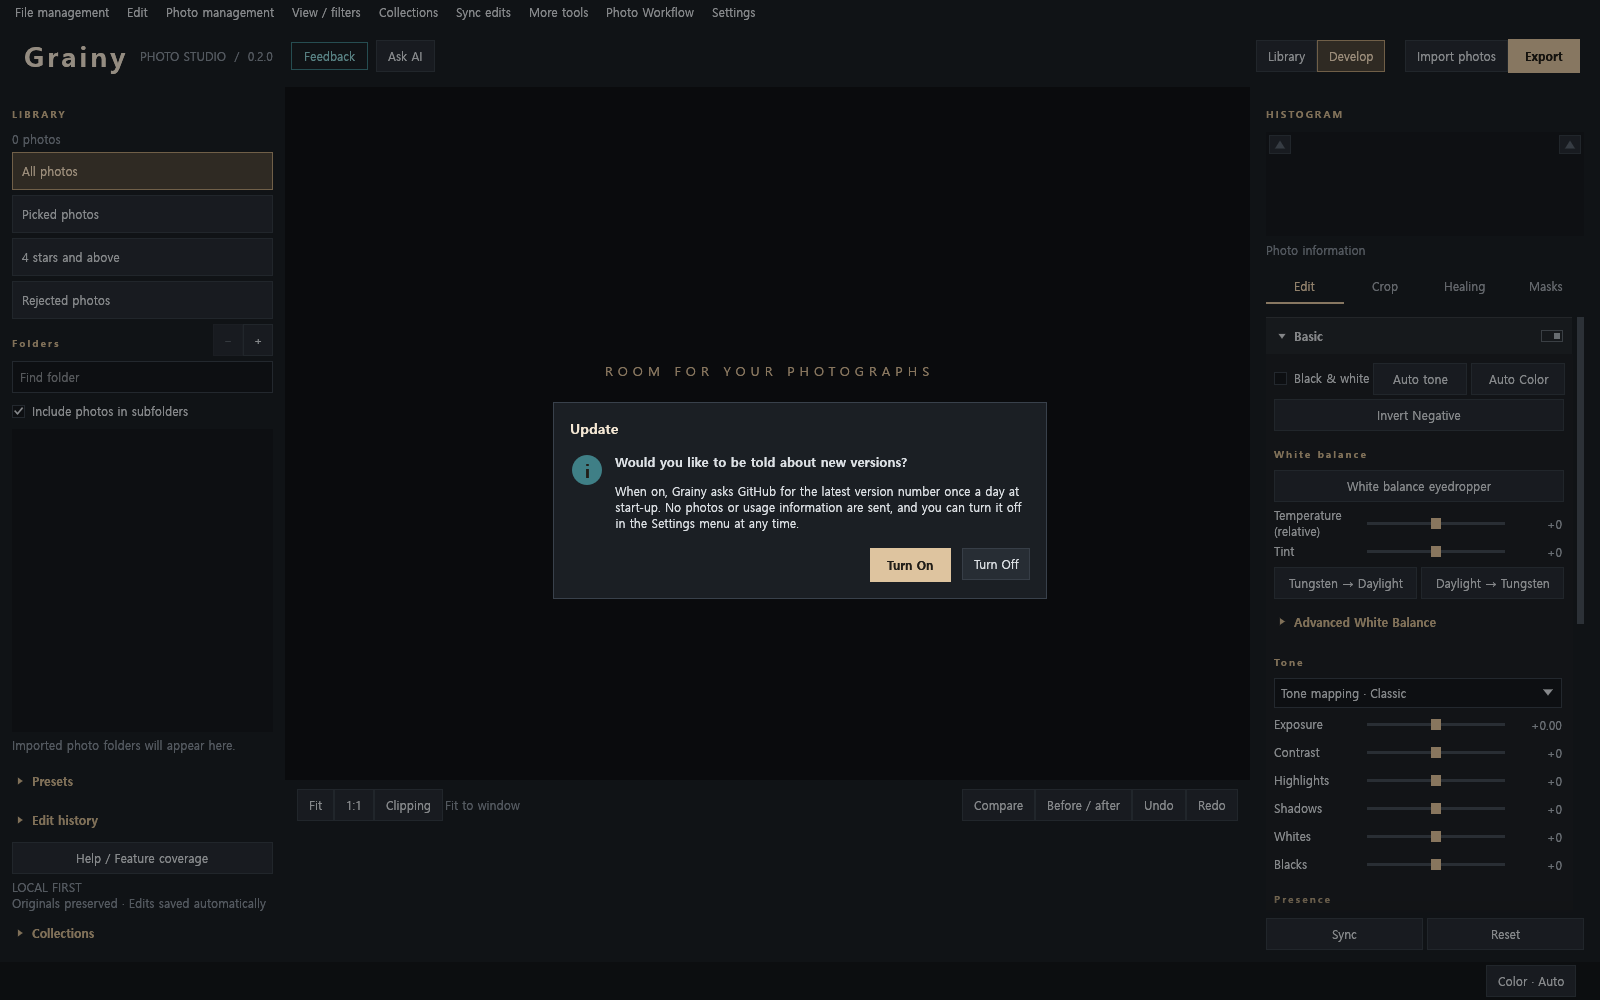 File management Edit Photo management View / filters Collections Sync edits More tools Photo Workflow Settings
Grainy PHOTO STUDIO / 0.2.0 Feedback Ask AI Library Develop Import photos Export
LIBRARY
0 photos
All photos
Picked photos
4 stars and above
Rejected photos
Folders − +
Find folder
Include photos in subfolders
Imported photo folders will appear here.
Presets
Edit history
Help / Feature coverage
LOCAL FIRST
Originals preserved · Edits saved automatically
Collections
ROOM FOR YOUR PHOTOGRAPHS
Update
Would you like to be told about new versions?
When on, Grainy asks GitHub for the latest version number once a day at
start-up. No photos or usage information are sent, and you can turn it off
in the Settings menu at any time.
Turn On Turn Off
Fit 1:1 Clipping Fit to window Compare Before / after Undo Redo
HISTOGRAM
Photo information
Edit Crop Healing Masks
Basic
Black & white Auto tone Auto Color
Invert Negative
White balance
White balance eyedropper
Temperature
(relative) +0
Tint +0
Tungsten → Daylight Daylight → Tungsten
Advanced White Balance
Tone
Tone mapping · Classic
Exposure +0.00
Contrast +0
Highlights +0
Shadows +0
Whites +0
Blacks +0
Presence
Sync Reset
Color · Auto